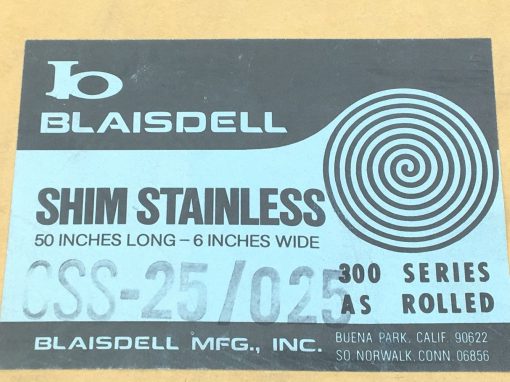 b
BLAISDELL
SHIM STAINLESS
50 INCHES LONG – 6 INCHES WIDE
CSS-25/025
300 SERIES
AS ROLLED
BLAISDELL MFG., INC.
BUENA PARK, CALIF. 90622
SO. NORWALK, CONN. 06856